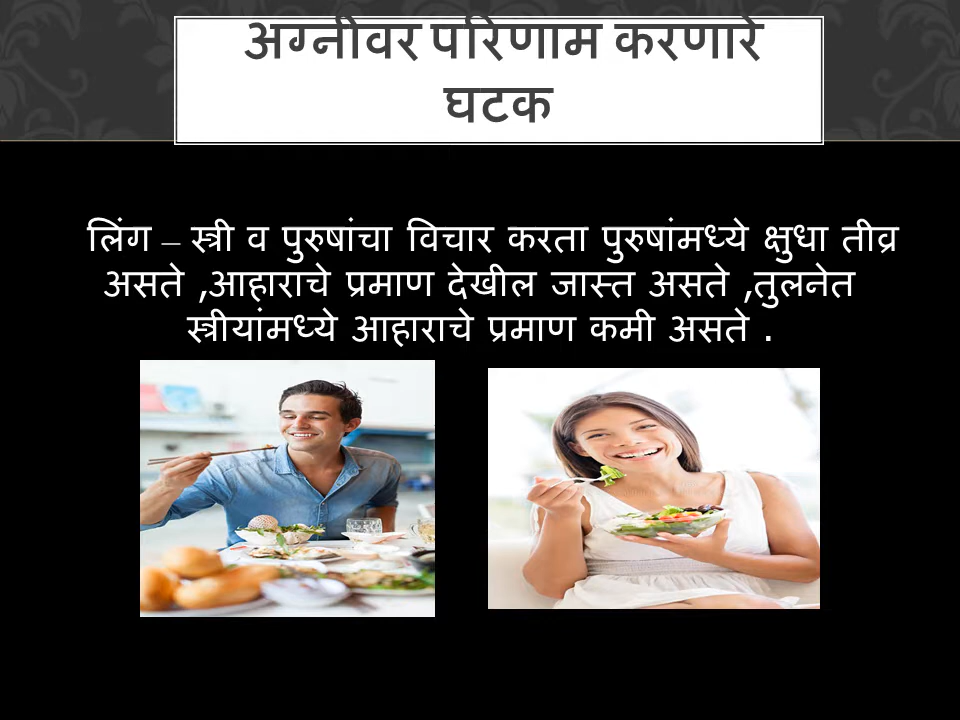 अग्नीवर परिणाम करणारे
घटक
लिंग – स्त्री व पुरुषांचा विचार करता पुरुषांमध्ये क्षुधा तीव्र
असते ,आहाराचे प्रमाण देखील जास्त असते ,तुलनेत
स्त्रीयांमध्ये आहाराचे प्रमाण कमी असते .